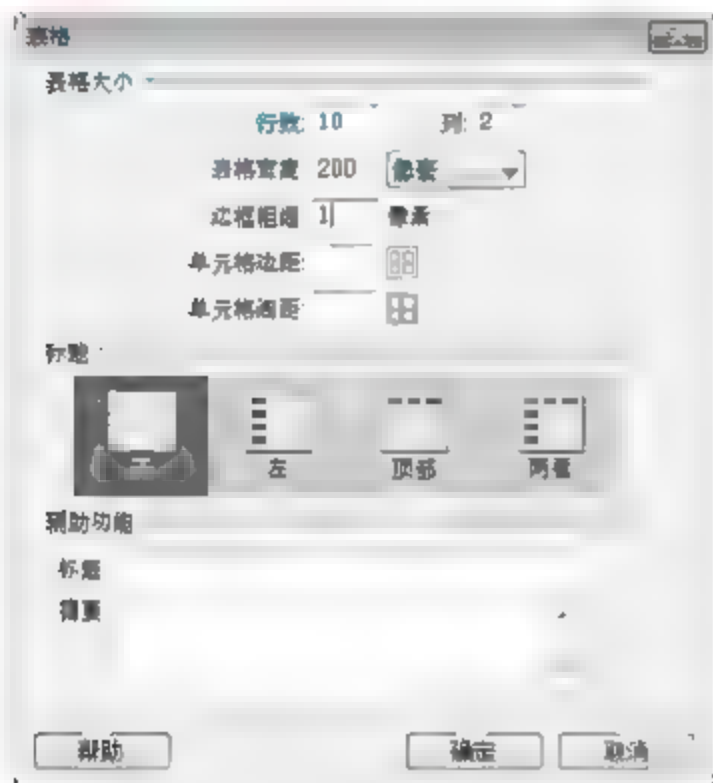 表格
表格大小
行数: 10 列: 2
表格宽度 200 像素
边框粗细 1 像素
单元格边距:
单元格间距
标题
左 顶部 两者
辅助功能
标题
摘要
帮助 确定 取消